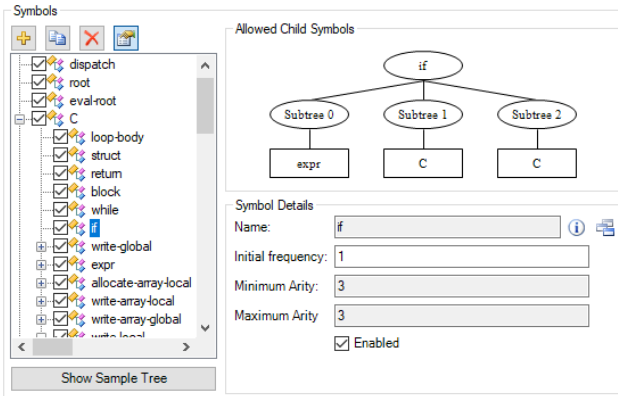 Symbols
dispatch
root
eval-root
C
loop-body
struct
return
block
while
if
write-global
expr
allocate-array-local
write-array-local
write-array-global
write-local
Show Sample Tree
Allowed Child Symbols
if
Subtree 0 Subtree 1 Subtree 2
expr C C
Symbol Details
Name: if
Initial frequency: 1
Minimum Arity: 3
Maximum Arity 3
Enabled